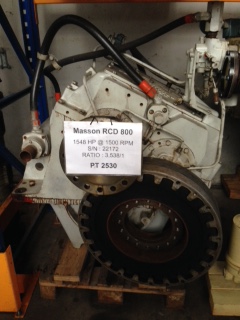 Masson RCD 800
1548 HP @ 1500 RPM
S/N : 22172
RATIO : 3.538/1
PT 2530